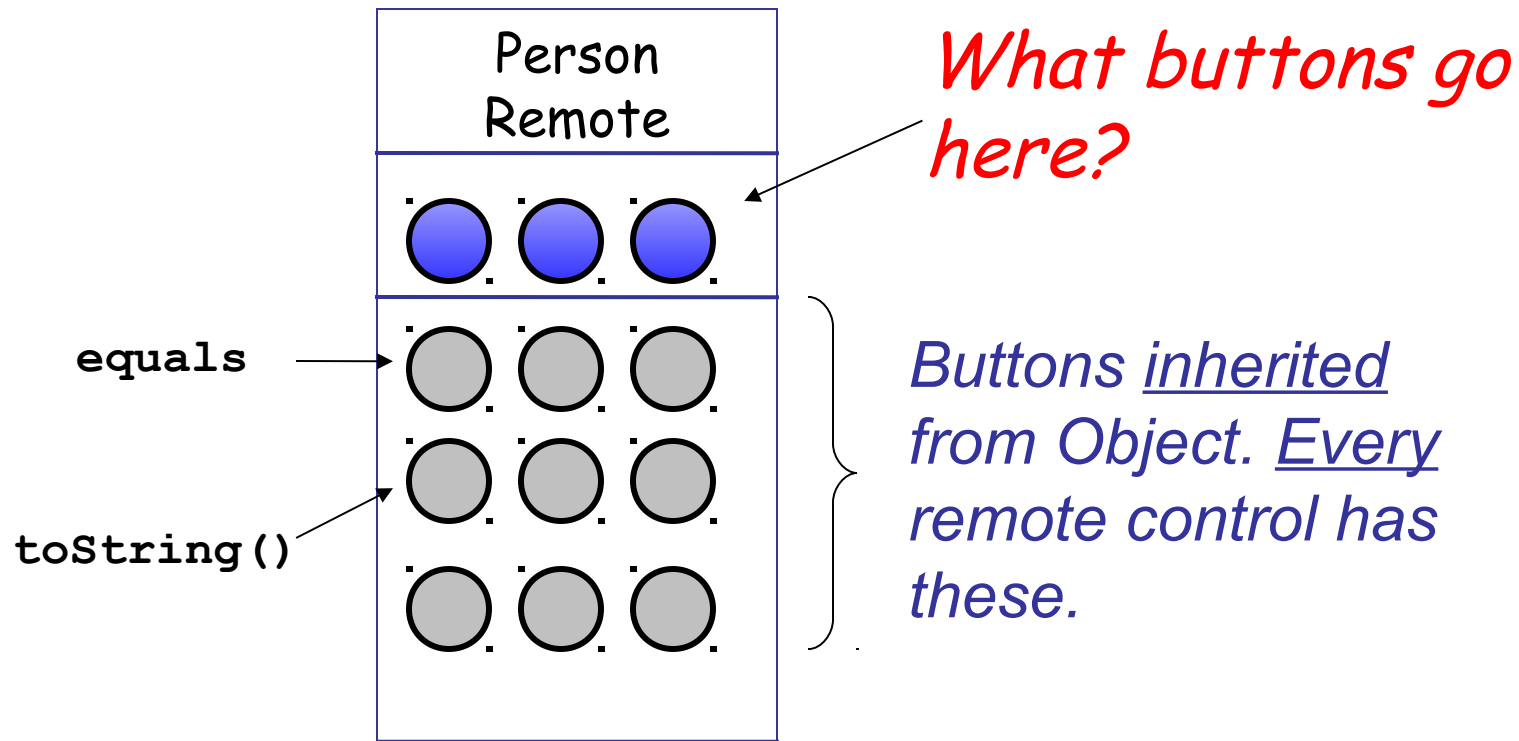 Person
Remote
What buttons go
here?
equals
toString()
Buttons inherited
from Object. Every
remote control has
these.